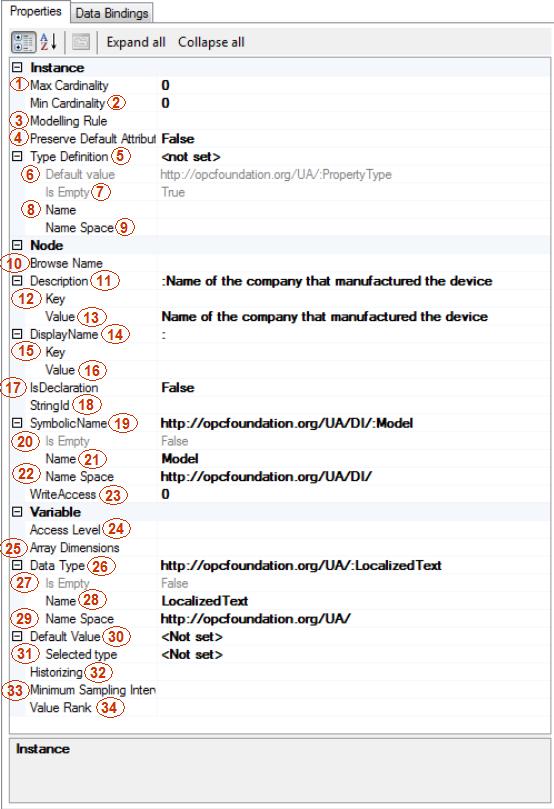 Properties Data Bindings
Expand all Collapse all
Instance
1 Max Cardinality 0
Min Cardinality 2 0
3 Modelling Rule
4 Preserve Default Attribut False
Type Definition 5 <not set>
6 Default value http://opcfoundation.org/UA/:PropertyType
Is Empty 7 True
8 Name
Name Space 9
Node
10 Browse Name
Description 11 :Name of the company that manufactured the device
12 Key
Value 13 Name of the company that manufactured the device
DisplayName 14 :
15 Key
Value 16
17 IsDeclaration False
StringId 18
SymbolicName 19 http://opcfoundation.org/UA/DI/:Model
20 Is Empty False
Name 21 Model
22 Name Space http://opcfoundation.org/UA/DI/
WriteAccess 23 0
Variable
Access Level 24
25 Array Dimensions
Data Type 26 http://opcfoundation.org/UA/:LocalizedText
27 Is Empty False
Name 28 LocalizedText
29 Name Space http://opcfoundation.org/UA/
Default Value 30 <Not set>
31 Selected type <Not set>
Historizing 32
33 Minimum Sampling Interv
Value Rank 34
Instance